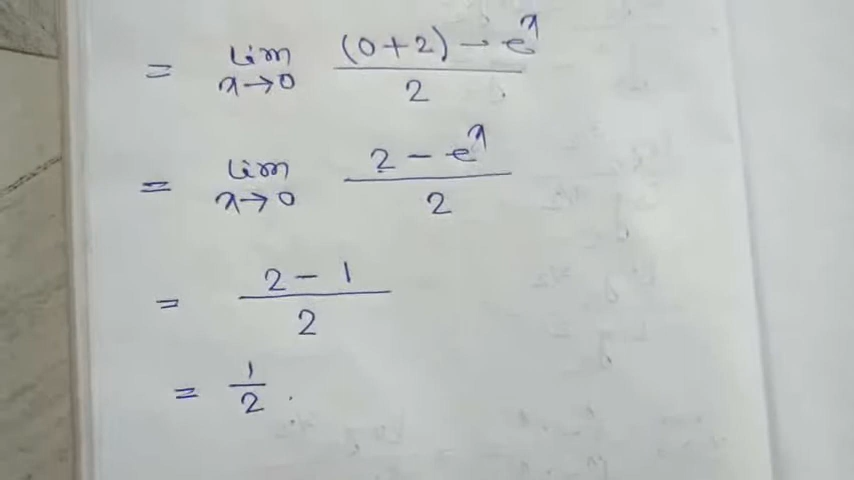 = lim x→0 (0+2) - e^x / 2
= lim x→0 2 - e^x / 2
= 2 - 1 / 2
= 1/2 .